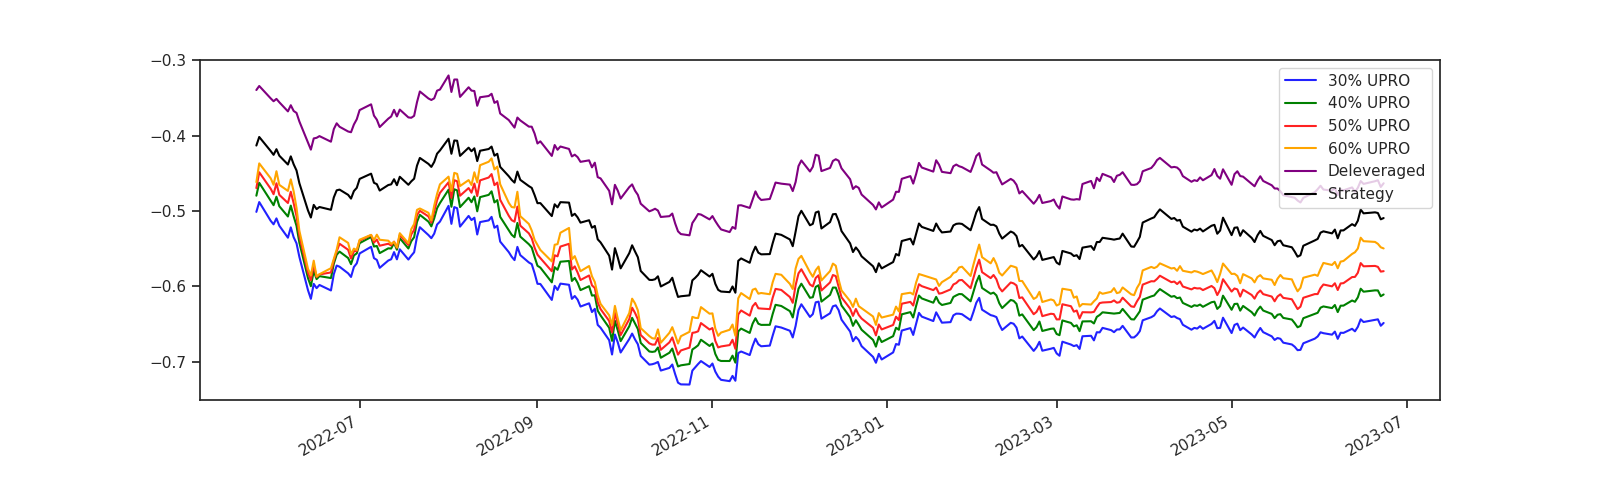 −0.3
−0.4
−0.5
−0.6
−0.7
30% UPRO
40% UPRO
50% UPRO
60% UPRO
Deleveraged
Strategy
2022-07
2022-09
2022-11
2023-01
2023-03
2023-05
2023-07